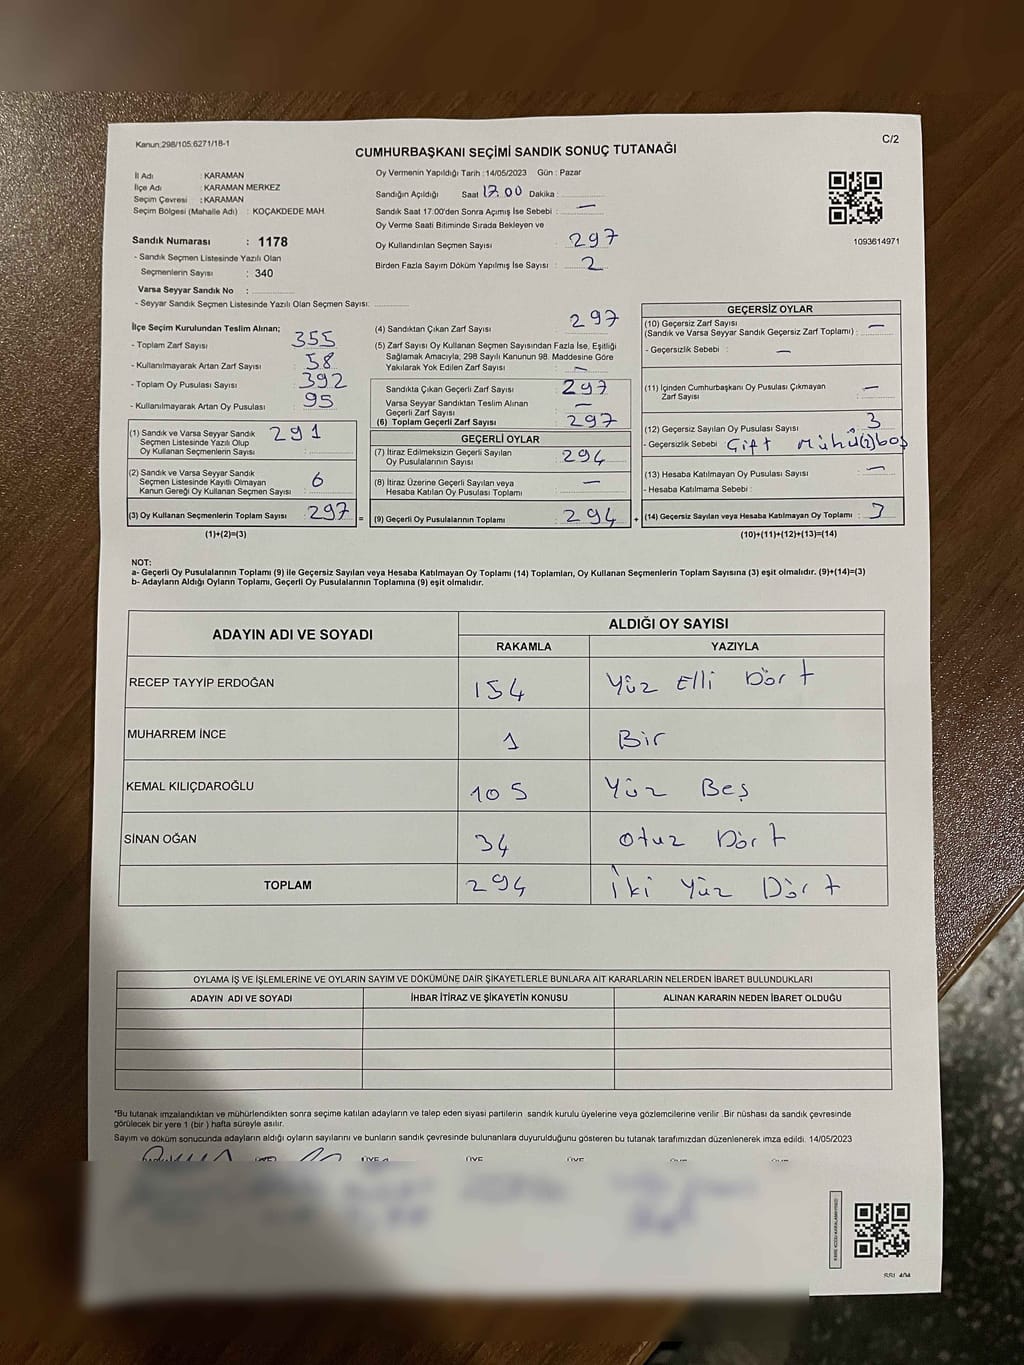 Kanun;298/105;6271/18-1
C/2
CUMHURBAŞKANI SEÇİMİ SANDIK SONUÇ TUTANAĞI
İl Adı : KARAMAN
İlçe Adı : KARAMAN MERKEZ
Seçim Çevresi : KARAMAN
Seçim Bölgesi (Mahalle Adı) : KOÇAKDEDE MAH.
Sandık Numarası : 1178
- Sandık Seçmen Listesinde Yazılı Olan
Seçmenlerin Sayısı : 340
Varsa Seyyar Sandık No :
- Seyyar Sandık Seçmen Listesinde Yazılı Olan Seçmen Sayısı:
Oy Vermenin Yapıldığı Tarih : 14/05/2023 Gün : Pazar
Sandığın Açıldığı Saat 17.00 Dakika :
Sandık Saat 17:00'den Sonra Açımış İse Sebebi : —
Oy Verme Saati Bitiminde Sırada Bekleyen ve
Oy Kullandırılan Seçmen Sayısı : 297
Birden Fazla Sayım Döküm Yapılmış İse Sayısı : 2
1093614971
İlçe Seçim Kurulundan Teslim Alınan;
- Toplam Zarf Sayısı : 355
- Kullanılmayarak Artan Zarf Sayısı : 58
- Toplam Oy Pusulası Sayısı : 392
- Kullanılmayarak Artan Oy Pusulası : 95
(1) Sandık ve Varsa Seyyar Sandık
Seçmen Listesinde Yazılı Olup
Oy Kullanan Seçmenlerin Sayısı : 291
(2) Sandık ve Varsa Seyyar Sandık
Seçmen Listesinde Kayıtlı Olmayan
Kanun Gereği Oy Kullanan Seçmen Sayısı : 6
(3) Oy Kullanan Seçmenlerin Toplam Sayısı : 297 =
(1)+(2)=(3)
(4) Sandıktan Çıkan Zarf Sayısı : 297
(5) Zarf Sayısı Oy Kullanan Seçmen Sayısından Fazla İse, Eşitliği
Sağlamak Amacıyla; 298 Sayılı Kanunun 98. Maddesine Göre
Yakılarak Yok Edilen Zarf Sayısı : —
Sandıkta Çıkan Geçerli Zarf Sayısı : 297
Varsa Seyyar Sandıktan Teslim Alınan
Geçerli Zarf Sayısı : —
(6) Toplam Geçerli Zarf Sayısı : 297
GEÇERLİ OYLAR
(7) İtiraz Edilmeksizin Geçerli Sayılan
Oy Pusulalarının Sayısı : 294
(8) İtiraz Üzerine Geçerli Sayılan veya
Hesaba Katılan Oy Pusulası Toplamı : —
(9) Geçerli Oy Pusulalarının Toplamı : 294 +
GEÇERSİZ OYLAR
(10) Geçersiz Zarf Sayısı
(Sandık ve Varsa Seyyar Sandık Geçersiz Zarf Toplamı) : —
- Geçersizlik Sebebi : —
(11) İçinden Cumhurbaşkanı Oy Pusulası Çıkmayan
Zarf Sayısı : —
(12) Geçersiz Sayılan Oy Pusulası Sayısı : 3
- Geçersizlik Sebebi : Çift Mühü(2)boş
(13) Hesaba Katılmayan Oy Pusulası Sayısı : —
- Hesaba Katılmama Sebebi :
(14) Geçersiz Sayılan veya Hesaba Katılmayan Oy Toplamı : 3
(10)+(11)+(12)+(13)=(14)
NOT:
a- Geçerli Oy Pusulalarının Toplamı (9) ile Geçersiz Sayılan veya Hesaba Katılmayan Oy Toplamı (14) Toplamları, Oy Kullanan Seçmenlerin Toplam Sayısına (3) eşit olmalıdır. (9)+(14)=(3)
b- Adayların Aldığı Oyların Toplamı, Geçerli Oy Pusulalarının Toplamına (9) eşit olmalıdır.
ADAYIN ADI VE SOYADI
ALDIĞI OY SAYISI
RAKAMLA YAZIYLA
RECEP TAYYİP ERDOĞAN 154 Yüz Elli Dört
MUHARREM İNCE 1 Bir
KEMAL KILIÇDAROĞLU 105 Yüz Beş
SİNAN OĞAN 34 Otuz Dört
TOPLAM 294 İki Yüz Dört
OYLAMA İŞ VE İŞLEMLERİNE VE OYLARIN SAYIM VE DÖKÜMÜNE DAİR ŞİKAYETLERLE BUNLARA AİT KARARLARIN NELERDEN İBARET BULUNDUKLARI
ADAYIN ADI VE SOYADI İHBAR İTİRAZ VE ŞİKAYETİN KONUSU ALINAN KARARIN NEDEN İBARET OLDUĞU
*Bu tutanak imzalandıktan ve mühürlendikten sonra seçime katılan adayların ve talep eden siyasi partilerin sandık kurulu üyelerine veya gözlemcilerine verilir .Bir nüshası da sandık çevresinde
görülecek bir yere 1 (bir ) hafta süreyle asılır.
Sayım ve döküm sonucunda adayların aldığı oyların sayılarını ve bunların sandık çevresinde bulunanlara duyurulduğunu gösteren bu tutanak tarafımızdan düzenlenerek imza edildi. 14/05/2023